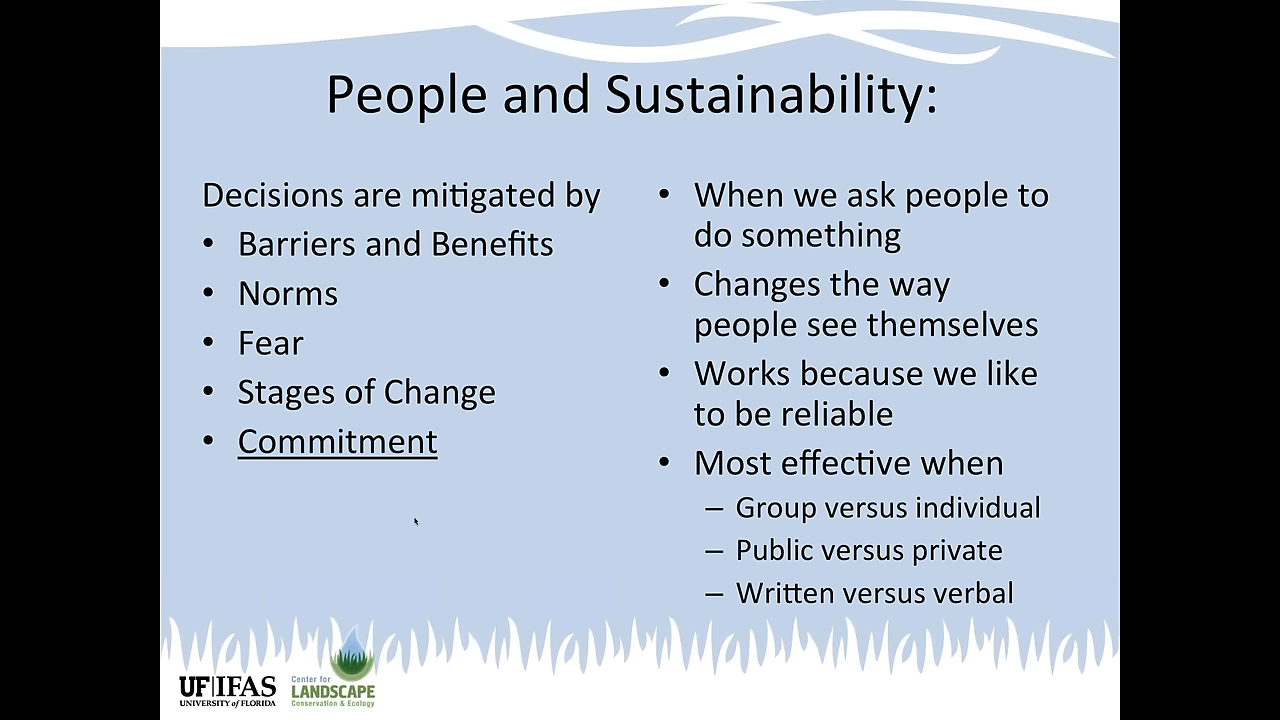 People and Sustainability:
Decisions are mitigated by
• Barriers and Benefits
• Norms
• Fear
• Stages of Change
• Commitment
• When we ask people to
do something
• Changes the way
people see themselves
• Works because we like
to be reliable
• Most effective when
– Group versus individual
– Public versus private
– Written versus verbal
UF|IFAS
UNIVERSITY of FLORIDA
Center for
LANDSCAPE
Conservation & Ecology